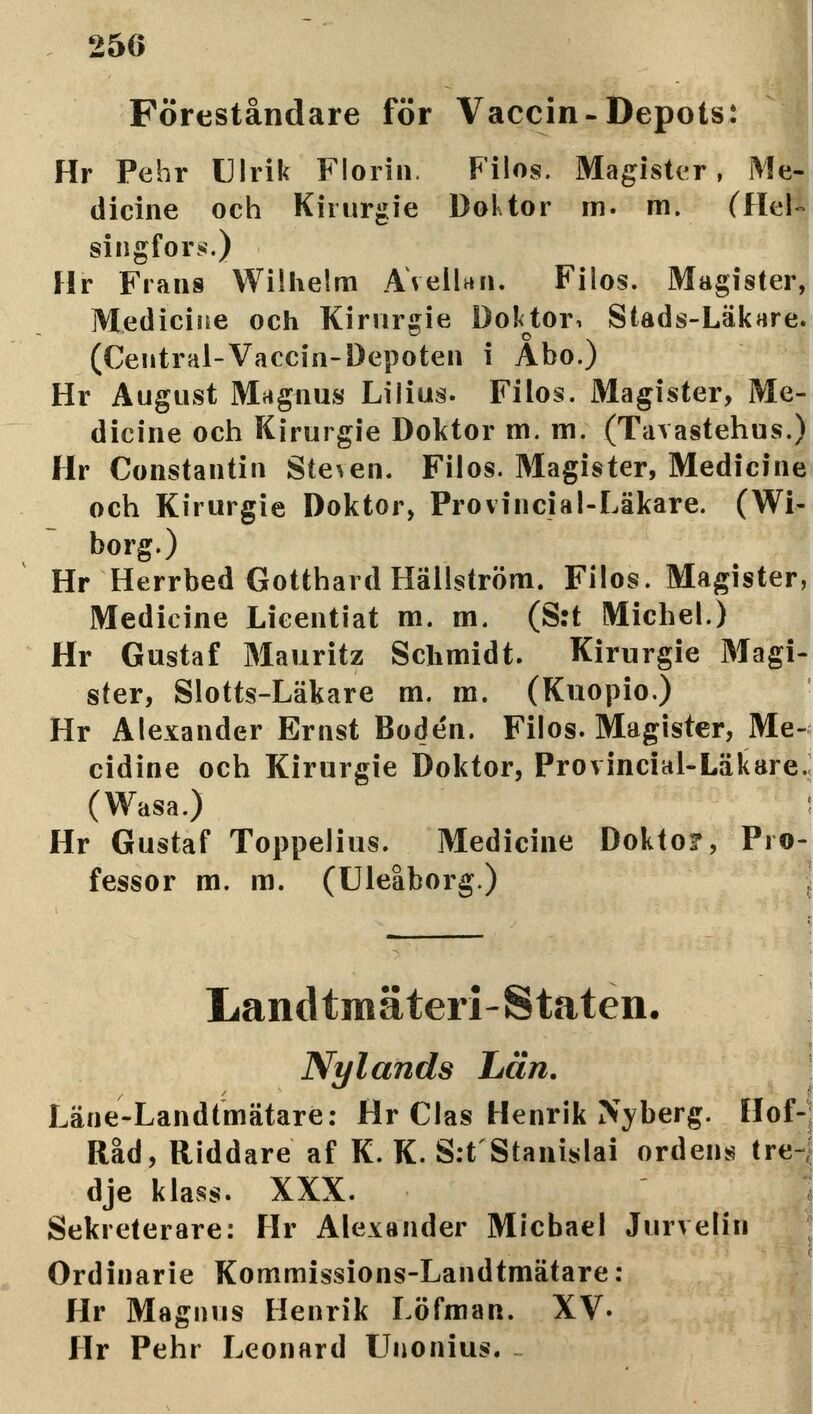 256
Föreståndare för Vaccin-Depots:
Hr Pehr Ulrik Florin. Filos. Magister, Me-
dicine och Kirurgie Doktor m. m. (Hel-
singfors.)
Hr Frans Wilhelm Avellan. Filos. Magister,
Medicine och Kirurgie Doktor, Stads-Läkare.
(Central-Vaccin-Depoten i Åbo.)
Hr August Magnus Lilius. Filos. Magister, Me-
dicine och Kirurgie Doktor m. m. (Tavastehus.)
Hr Constantin Steven. Filos. Magister, Medicine
och Kirurgie Doktor, Provincial-Läkare. (Wi-
borg.)
Hr Herrbed Gotthard Hällström. Filos. Magister,
Medicine Licentiat m. m. (S:t Michel.)
Hr Gustaf Mauritz Schmidt. Kirurgie Magi-
ster, Slotts-Läkare m. m. (Kuopio.)
Hr Alexander Ernst Bodén. Filos. Magister, Me-
cidine och Kirurgie Doktor, Provincial-Läkare.
(Wasa.)
Hr Gustaf Toppelius. Medicine Doktor, Pro-
fessor m. m. (Uleåborg.)
Landtmäteri-Staten.
Nylands Län.
Läne-Landtmätare: Hr Clas Henrik Nyberg. Hof-
Råd, Riddare af K. K. S:t Stanislai ordens tre-
dje klass. XXX.
Sekreterare: Hr Alexander Michael Jurvelin
Ordinarie Kommissions-Landtmätare:
Hr Magnus Henrik Löfman. XV.
Hr Pehr Leonard Unonius.